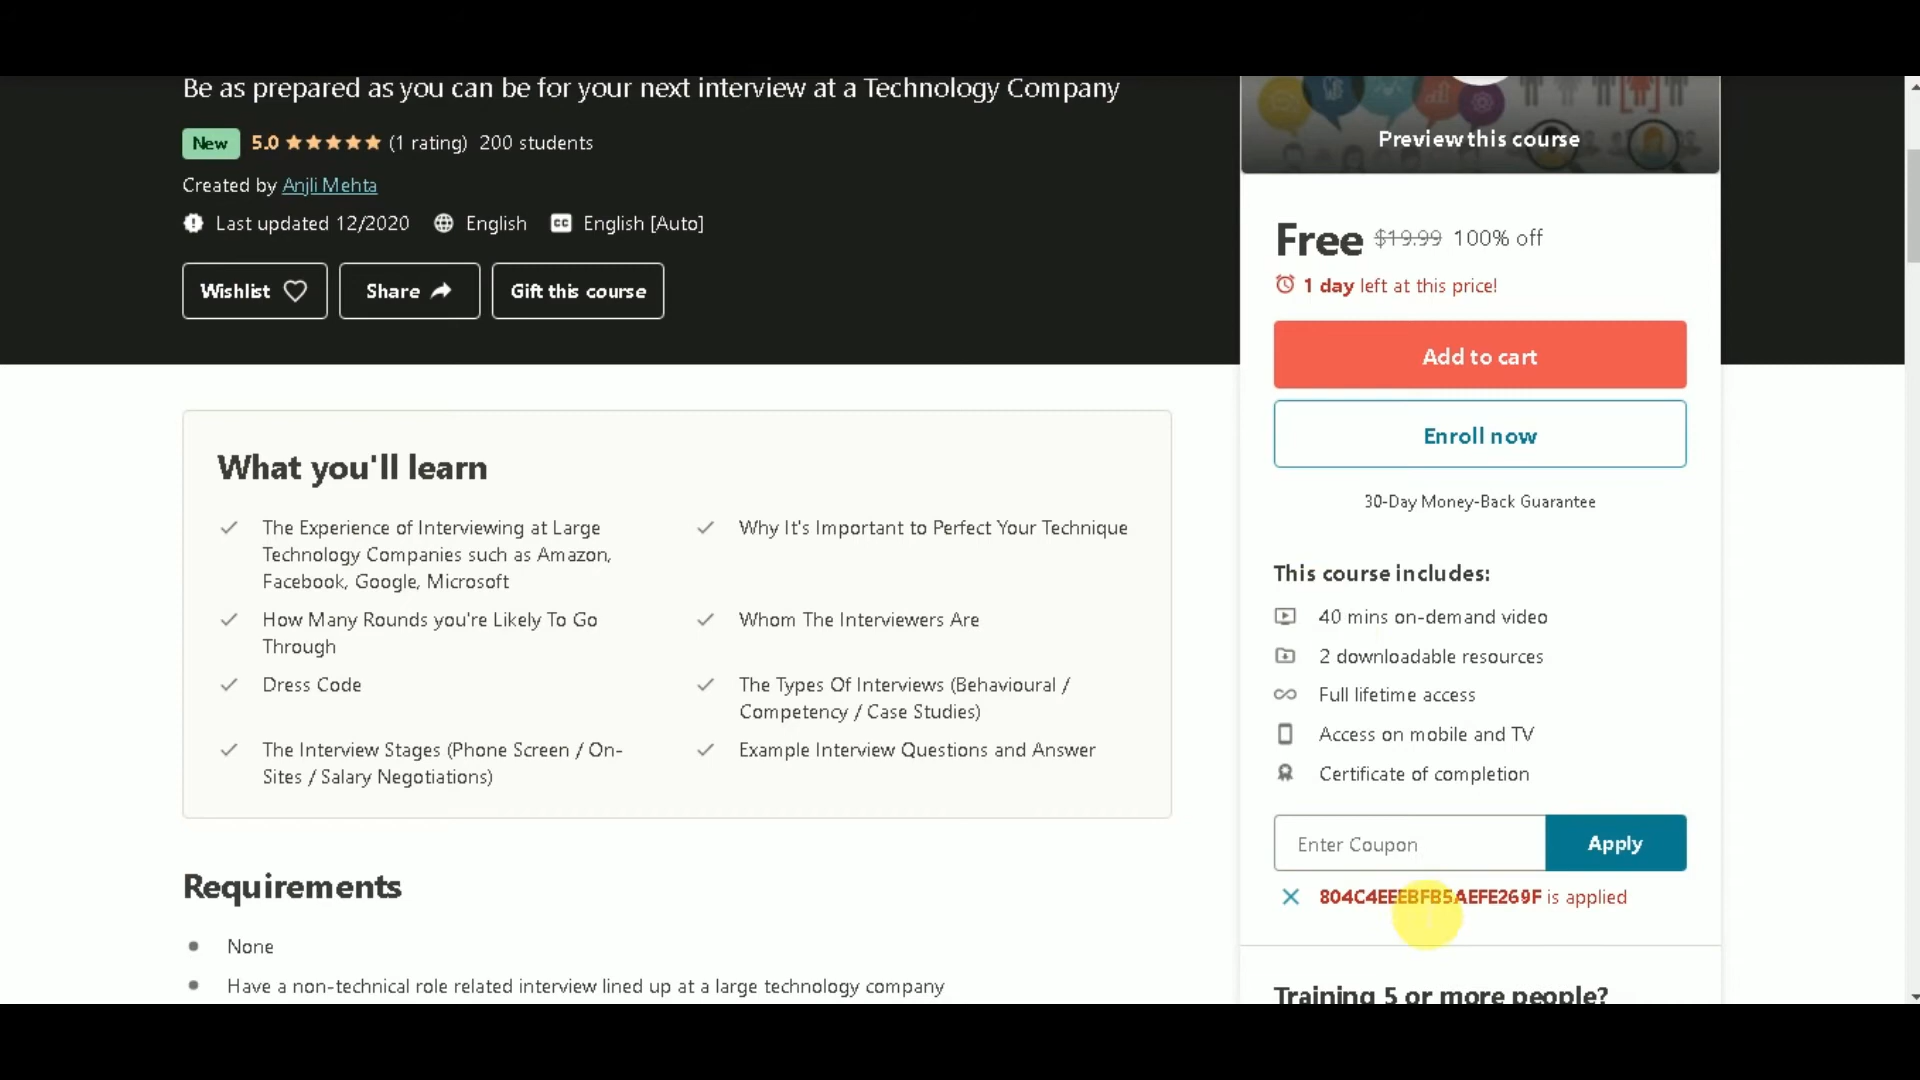 Be as prepared as you can be for your next interview at a Technology Company
New 5.0 (1 rating) 200 students
Created by Anjli Mehta
Last updated 12/2020 English CC English [Auto]
Wishlist Share Gift this course
What you'll learn
The Experience of Interviewing at Large
Technology Companies such as Amazon,
Facebook, Google, Microsoft
Why It's Important to Perfect Your Technique
How Many Rounds you're Likely To Go
Through
Whom The Interviewers Are
Dress Code
The Types Of Interviews (Behavioural /
Competency / Case Studies)
The Interview Stages (Phone Screen / On-
Sites / Salary Negotiations)
Example Interview Questions and Answer
Requirements
None
Have a non-technical role related interview lined up at a large technology company
Preview this course
Free $19.99 100% off
1 day left at this price!
Add to cart
Enroll now
30-Day Money-Back Guarantee
This course includes:
40 mins on-demand video
2 downloadable resources
Full lifetime access
Access on mobile and TV
Certificate of completion
Enter Coupon Apply
804C4EEEBFB5AEFE269F is applied
Training 5 or more people?